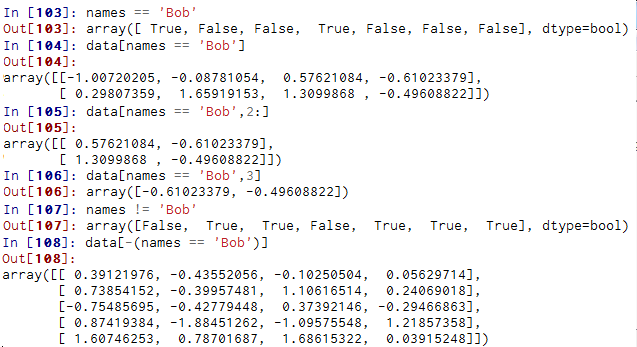 In [103]: names == 'Bob'
Out[103]: array([ True, False, False,  True, False, False, False], dtype=bool)
In [104]: data[names == 'Bob']
Out[104]:
array([[-1.00720205, -0.08781054,  0.57621084, -0.61023379],
       [ 0.29807359,  1.65919153,  1.3099868 , -0.49608822]])
In [105]: data[names == 'Bob',2:]
Out[105]:
array([[ 0.57621084, -0.61023379],
       [ 1.3099868 , -0.49608822]])
In [106]: data[names == 'Bob',3]
Out[106]: array([-0.61023379, -0.49608822])
In [107]: names != 'Bob'
Out[107]: array([False,  True,  True, False,  True,  True,  True], dtype=bool)
In [108]: data[-(names == 'Bob')]
Out[108]:
array([[ 0.39121976, -0.43552056, -0.10250504,  0.05629714],
       [ 0.73854152, -0.39957481,  1.10616514,  0.24069018],
       [-0.75485695, -0.42779448,  0.37392146, -0.29466863],
       [ 0.87419384, -1.88451262, -1.09575548,  1.21857358],
       [ 1.60746253,  0.78701687,  1.68615322,  0.03915248]])